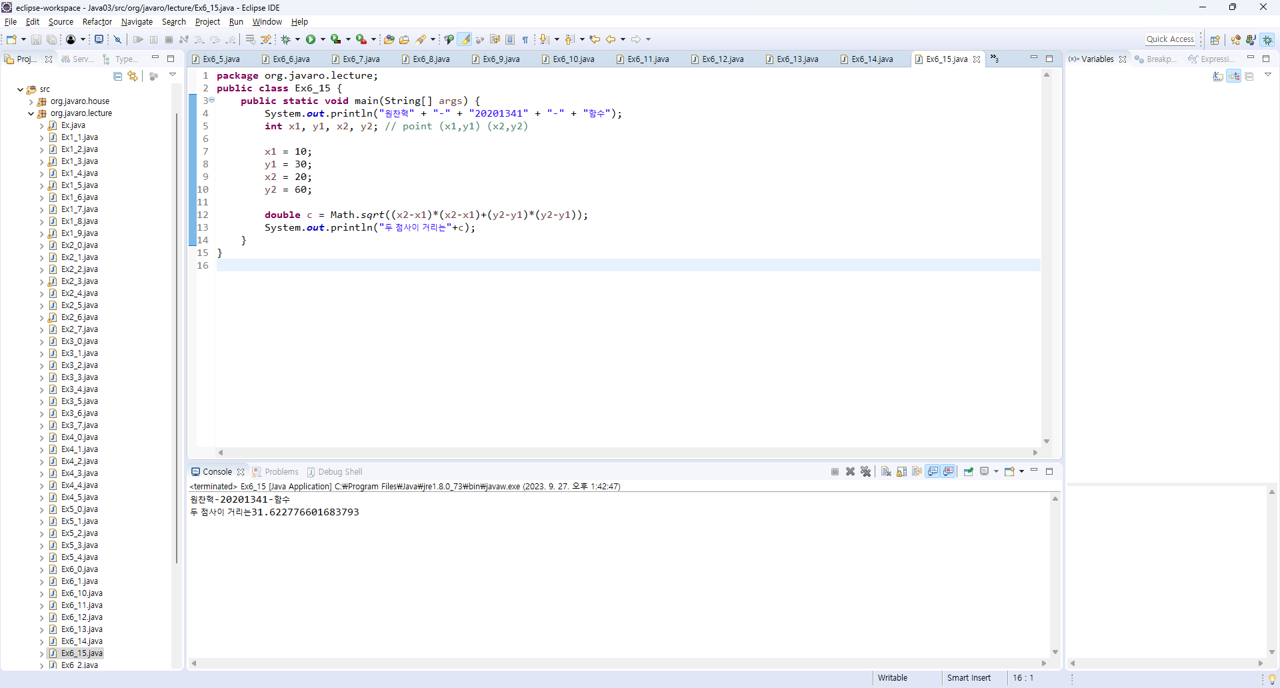 eclipse-workspace - Java03/src/org/javaro/lecture/Ex6_15.java - Eclipse IDE
File Edit Source Refactor Navigate Search Project Run Window Help
Quick Access
Proj... Serv... Type...
src
org.javaro.house
org.javaro.lecture
Ex.java
Ex1_1.java
Ex1_2.java
Ex1_3.java
Ex1_4.java
Ex1_5.java
Ex1_6.java
Ex1_7.java
Ex1_8.java
Ex1_9.java
Ex2_0.java
Ex2_1.java
Ex2_2.java
Ex2_3.java
Ex2_4.java
Ex2_5.java
Ex2_6.java
Ex2_7.java
Ex3_0.java
Ex3_1.java
Ex3_2.java
Ex3_3.java
Ex3_4.java
Ex3_5.java
Ex3_6.java
Ex3_7.java
Ex4_0.java
Ex4_1.java
Ex4_2.java
Ex4_3.java
Ex4_4.java
Ex4_5.java
Ex5_0.java
Ex5_1.java
Ex5_2.java
Ex5_3.java
Ex5_4.java
Ex6_0.java
Ex6_1.java
Ex6_10.java
Ex6_11.java
Ex6_12.java
Ex6_13.java
Ex6_14.java
Ex6_15.java
Ex6_2.java
Ex6_5.java Ex6_6.java Ex6_7.java Ex6_8.java Ex6_9.java Ex6_10.java Ex6_11.java Ex6_12.java Ex6_13.java Ex6_14.java Ex6_15.java »3
1 package org.javaro.lecture;
2 public class Ex6_15 {
3 public static void main(String[] args) {
4 System.out.println("원찬혁" + "-" + "20201341" + "-" + "함수");
5 int x1, y1, x2, y2; // point (x1,y1) (x2,y2)
6
7 x1 = 10;
8 y1 = 30;
9 x2 = 20;
10 y2 = 60;
11
12 double c = Math.sqrt((x2-x1)*(x2-x1)+(y2-y1)*(y2-y1));
13 System.out.println("두 점사이 거리는"+c);
14 }
15 }
16
Variables Breakp... Expressi...
Console Problems Debug Shell
<terminated> Ex6_15 [Java Application] C:₩Program Files₩Java₩jre1.8.0_73₩bin₩javaw.exe (2023. 9. 27. 오후 1:42:47)
원찬혁-20201341-함수
두 점사이 거리는31.622776601683793
Writable Smart Insert 16 : 1